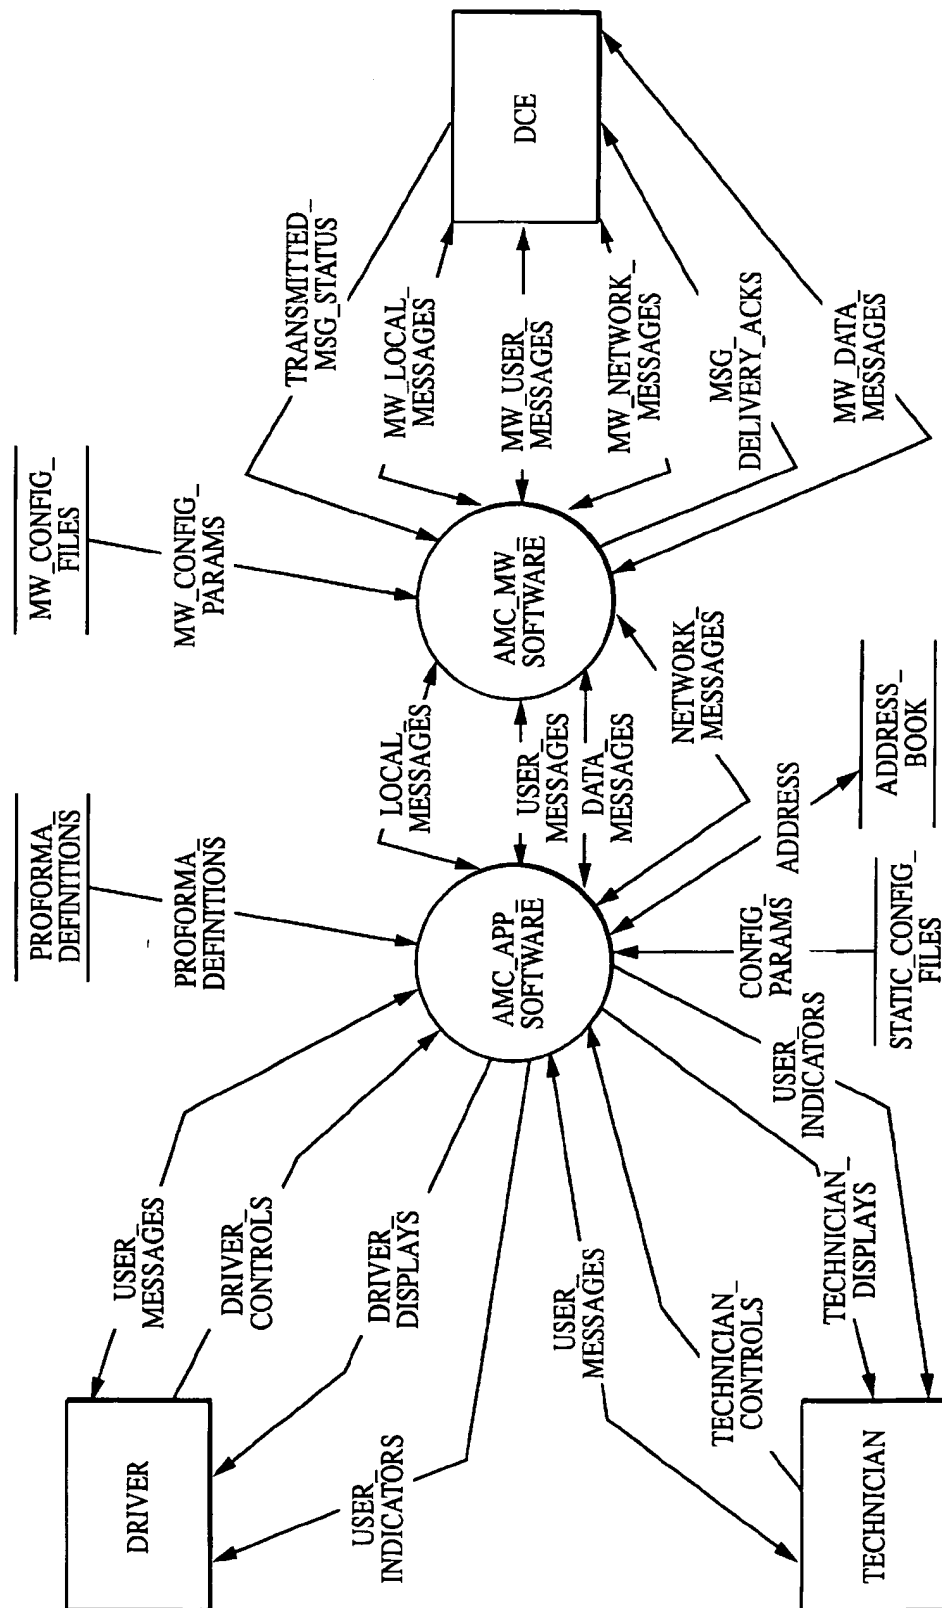 DRIVER
USER_
MESSAGES
DRIVER_
CONTROLS
DRIVER_
DISPLAYS
USER_
INDICATORS
TECHNICIAN
USER_
MESSAGES
TECHNICIAN_
CONTROLS
TECHNICIAN_
DISPLAYS
USER_
INDICATORS
PROFORMA_
DEFINITIONS
PROFORMA_
DEFINITIONS
AMC_APP_
SOFTWARE
CONFIG_
PARAMS
STATIC_CONFIG_
FILES
ADDRESS
ADDRESS_
BOOK
LOCAL_
MESSAGES
USER_
MESSAGES
DATA_
MESSAGES
NETWORK_
MESSAGES
MW_CONFIG_
FILES
MW_CONFIG_
PARAMS
AMC_MW_
SOFTWARE
TRANSMITTED_
MSG_STATUS
MW_LOCAL_
MESSAGES
MW_USER_
MESSAGES
MW_NETWORK_
MESSAGES
MSG_
DELIVERY_ACKS
MW_DATA_
MESSAGES
DCE